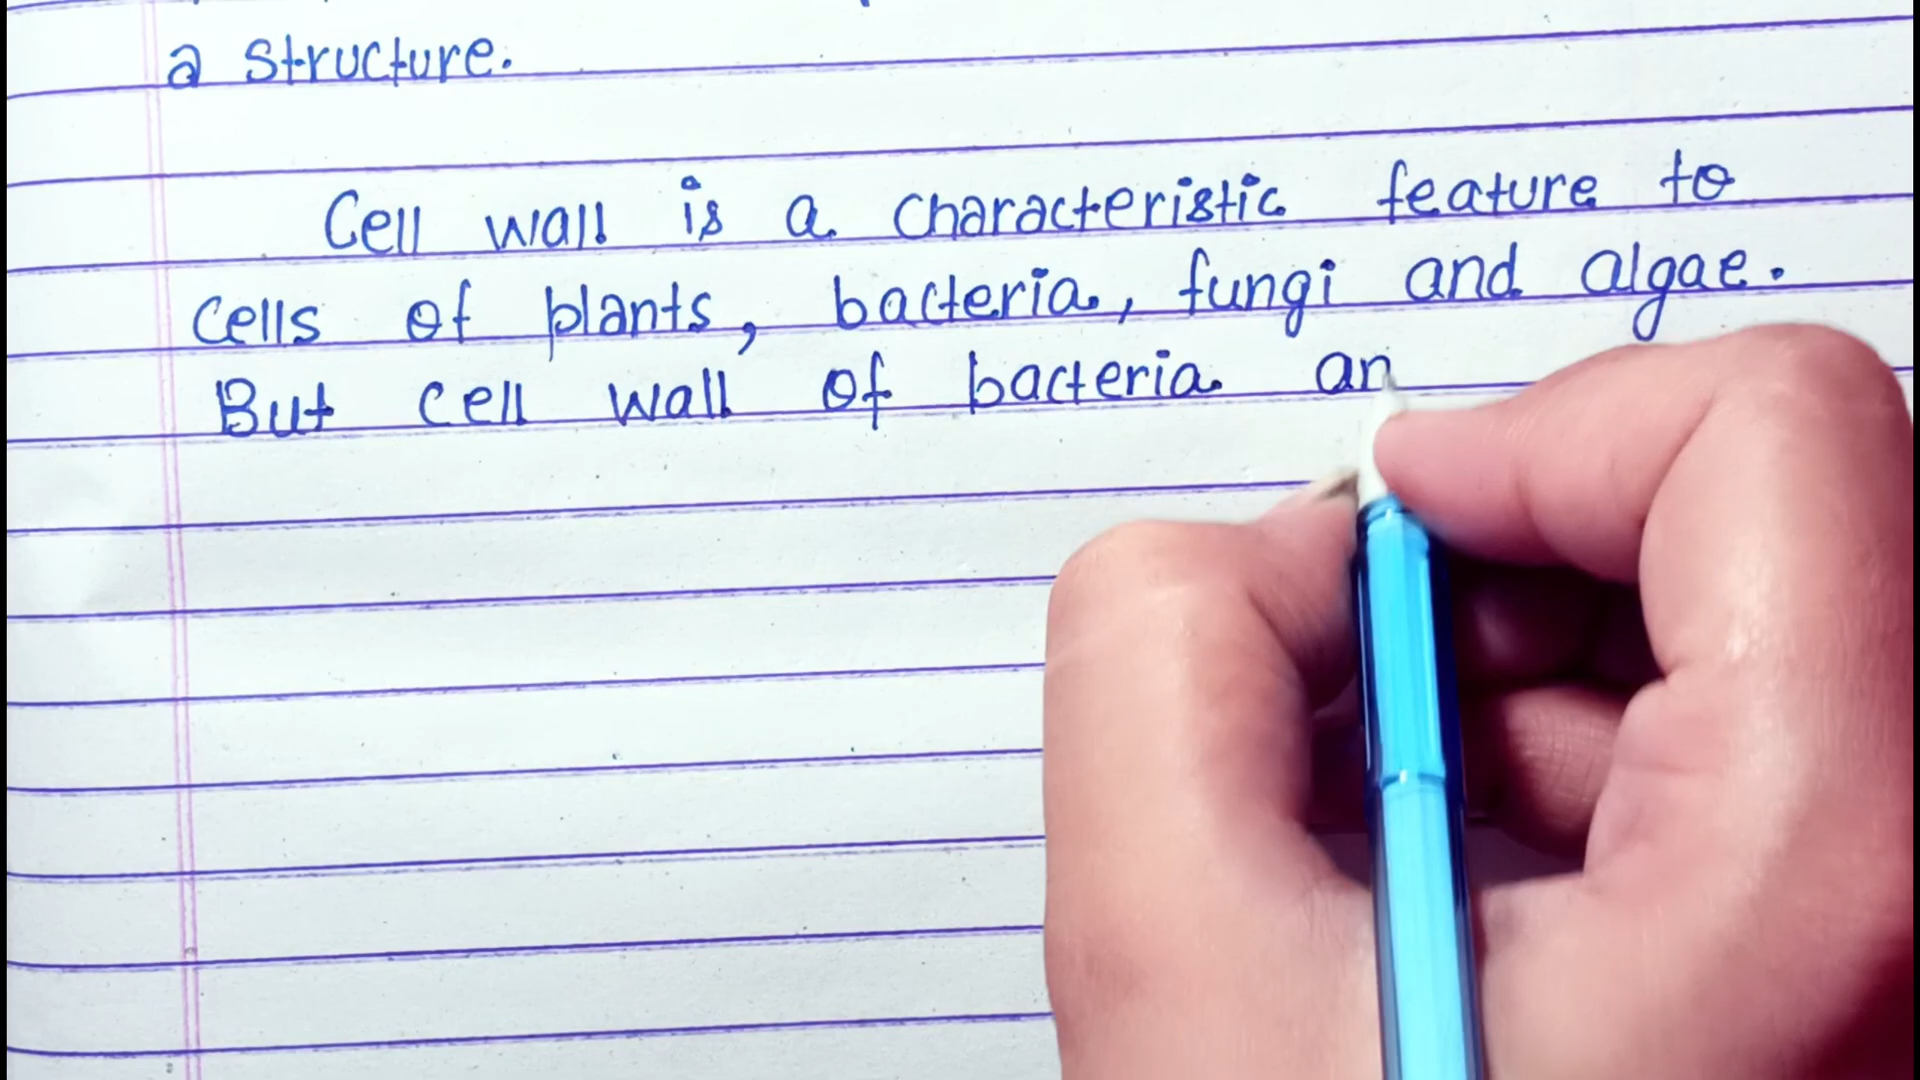 a structure.
Cell wall is a characteristic feature to
cells of plants, bacteria, fungi and algae.
But cell wall of bacteria an